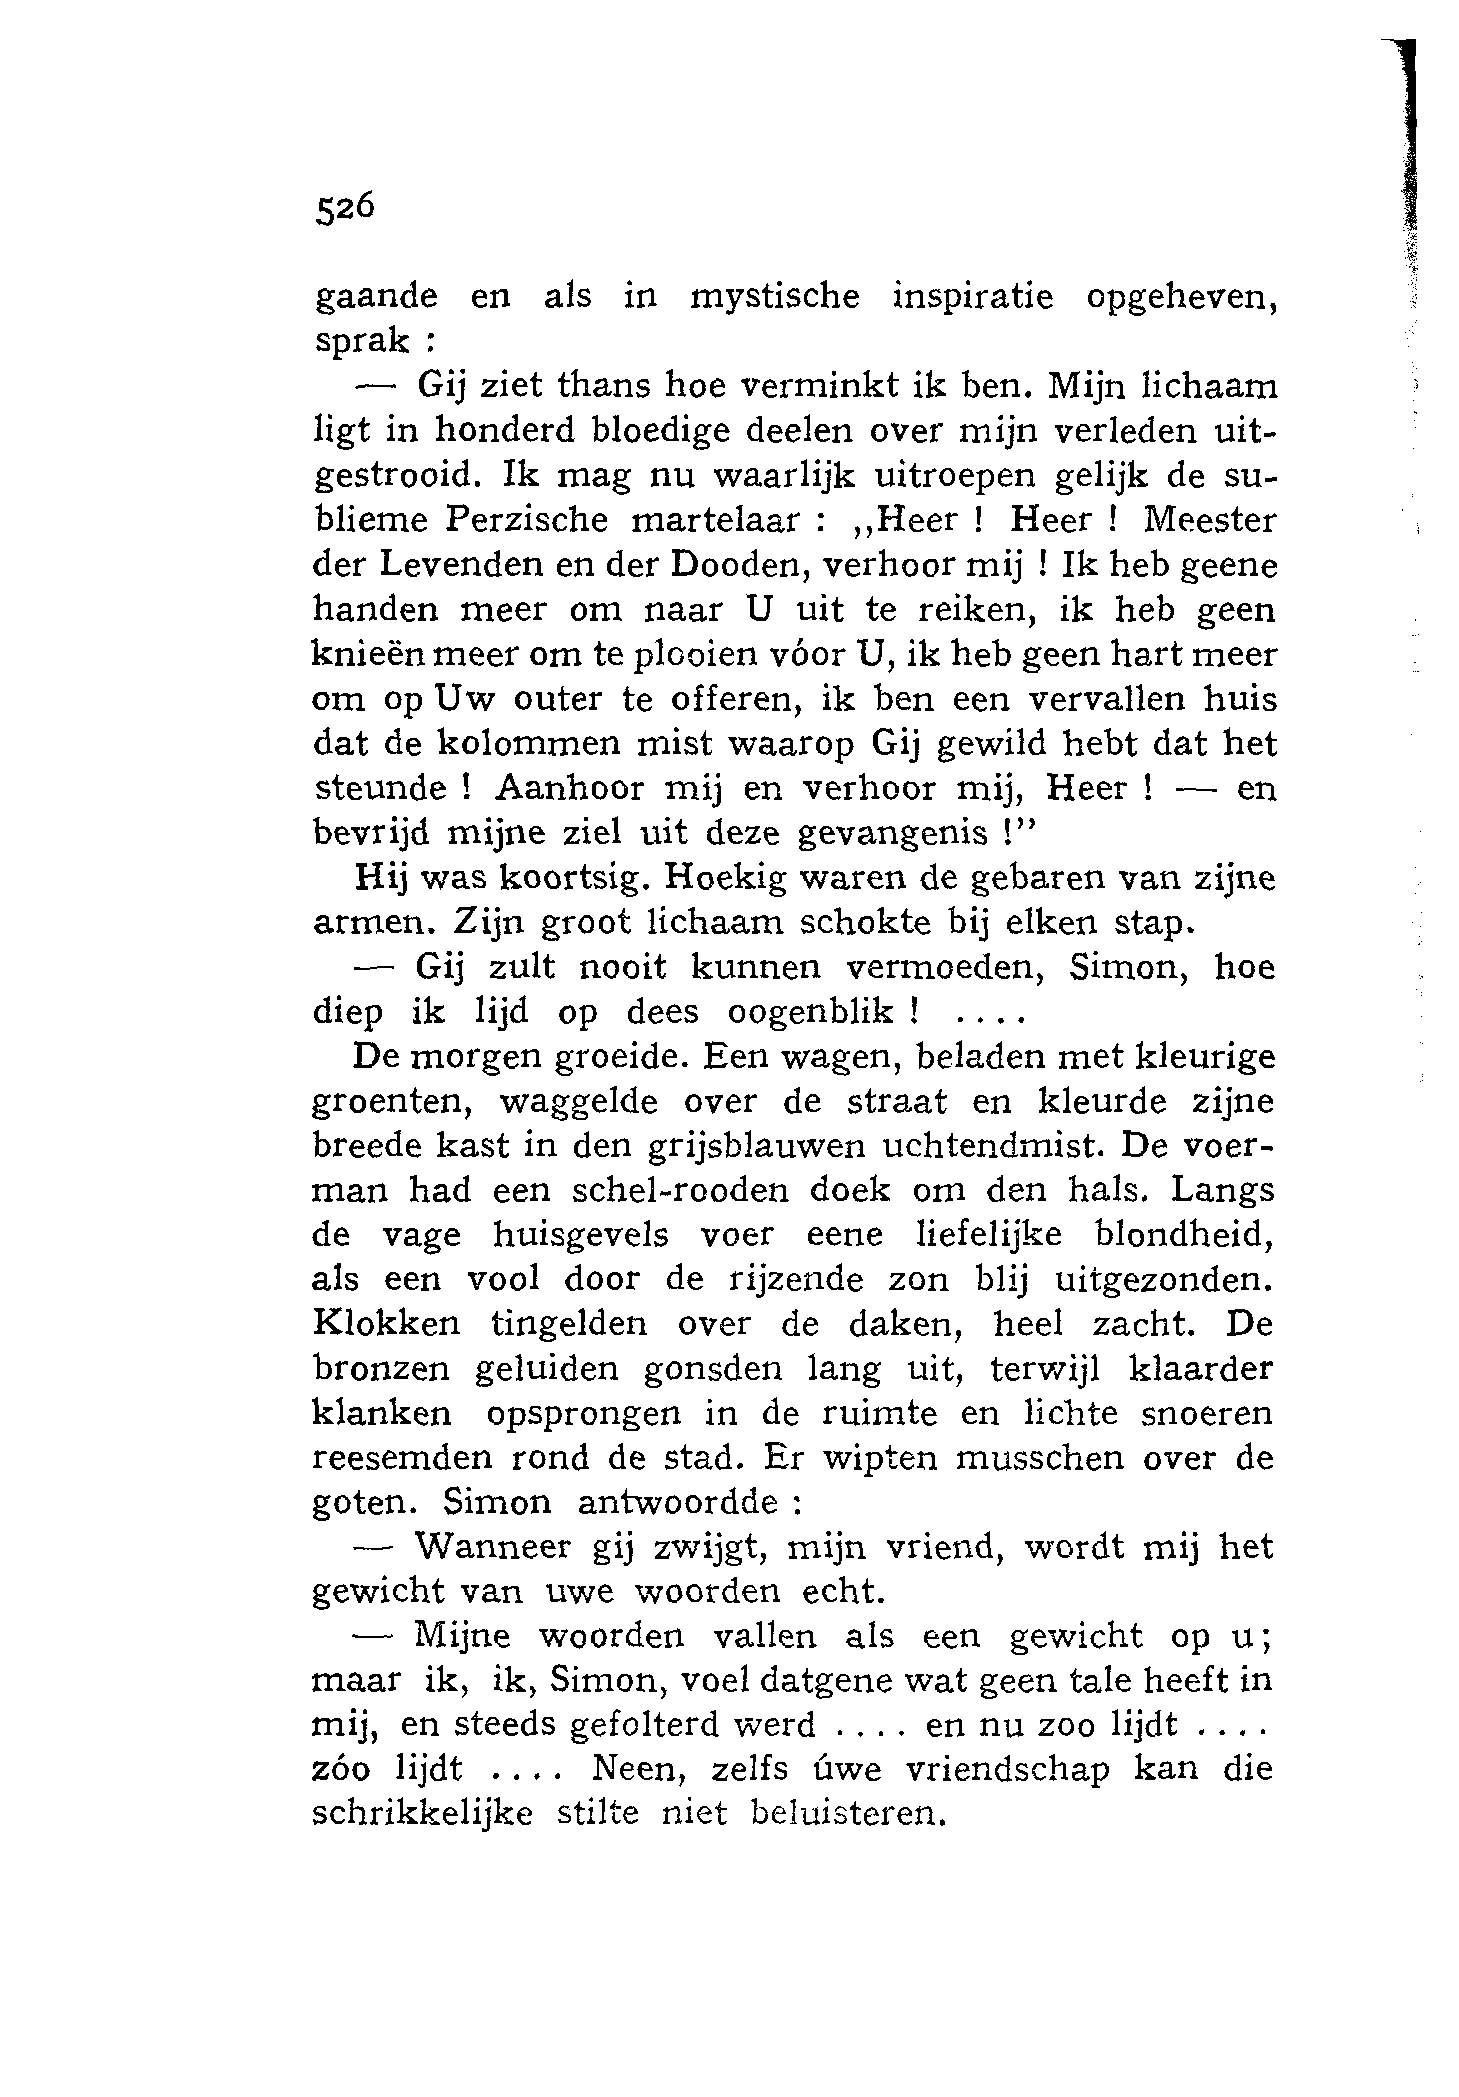 526
gaande en als in mystische inspiratie opgeheven,
sprak :
— Gij ziet thans hoe verminkt ik ben. Mijn lichaam
ligt in honderd bloedige deelen over mijn verleden uit-
gestrooid. Ik mag nu waarlijk uitroepen gelijk de su-
blieme Perzische martelaar : ,,Heer ! Heer ! Meester
der Levenden en der Dooden, verhoor mij ! Ik heb geene
handen meer om naar U uit te reiken, ik heb geen
knieën meer om te plooien vóor U, ik heb geen hart meer
om op Uw outer te offeren, ik ben een vervallen huis
dat de kolommen mist waarop Gij gewild hebt dat het
steunde ! Aanhoor mij en verhoor mij, Heer ! — en
bevrijd mijne ziel uit deze gevangenis !”
Hij was koortsig. Hoekig waren de gebaren van zijne
armen. Zijn groot lichaam schokte bij elken stap.
— Gij zult nooit kunnen vermoeden, Simon, hoe
diep ik lijd op dees oogenblik ! ....
De morgen groeide. Een wagen, beladen met kleurige
groenten, waggelde over de straat en kleurde zijne
breede kast in den grijsblauwen uchtendmist. De voer-
man had een schel-rooden doek om den hals. Langs
de vage huisgevels voer eene liefelijke blondheid,
als een vool door de rijzende zon blij uitgezonden.
Klokken tingelden over de daken, heel zacht. De
bronzen geluiden gonsden lang uit, terwijl klaarder
klanken opsprongen in de ruimte en lichte snoeren
reesemden rond de stad. Er wipten musschen over de
goten. Simon antwoordde :
— Wanneer gij zwijgt, mijn vriend, wordt mij het
gewicht van uwe woorden echt.
— Mijne woorden vallen als een gewicht op u;
maar ik, ik, Simon, voel datgene wat geen tale heeft in
mij, en steeds gefolterd werd .... en nu zoo lijdt ....
zóo lijdt .... Neen, zelfs úwe vriendschap kan die
schrikkelijke stilte niet beluisteren.